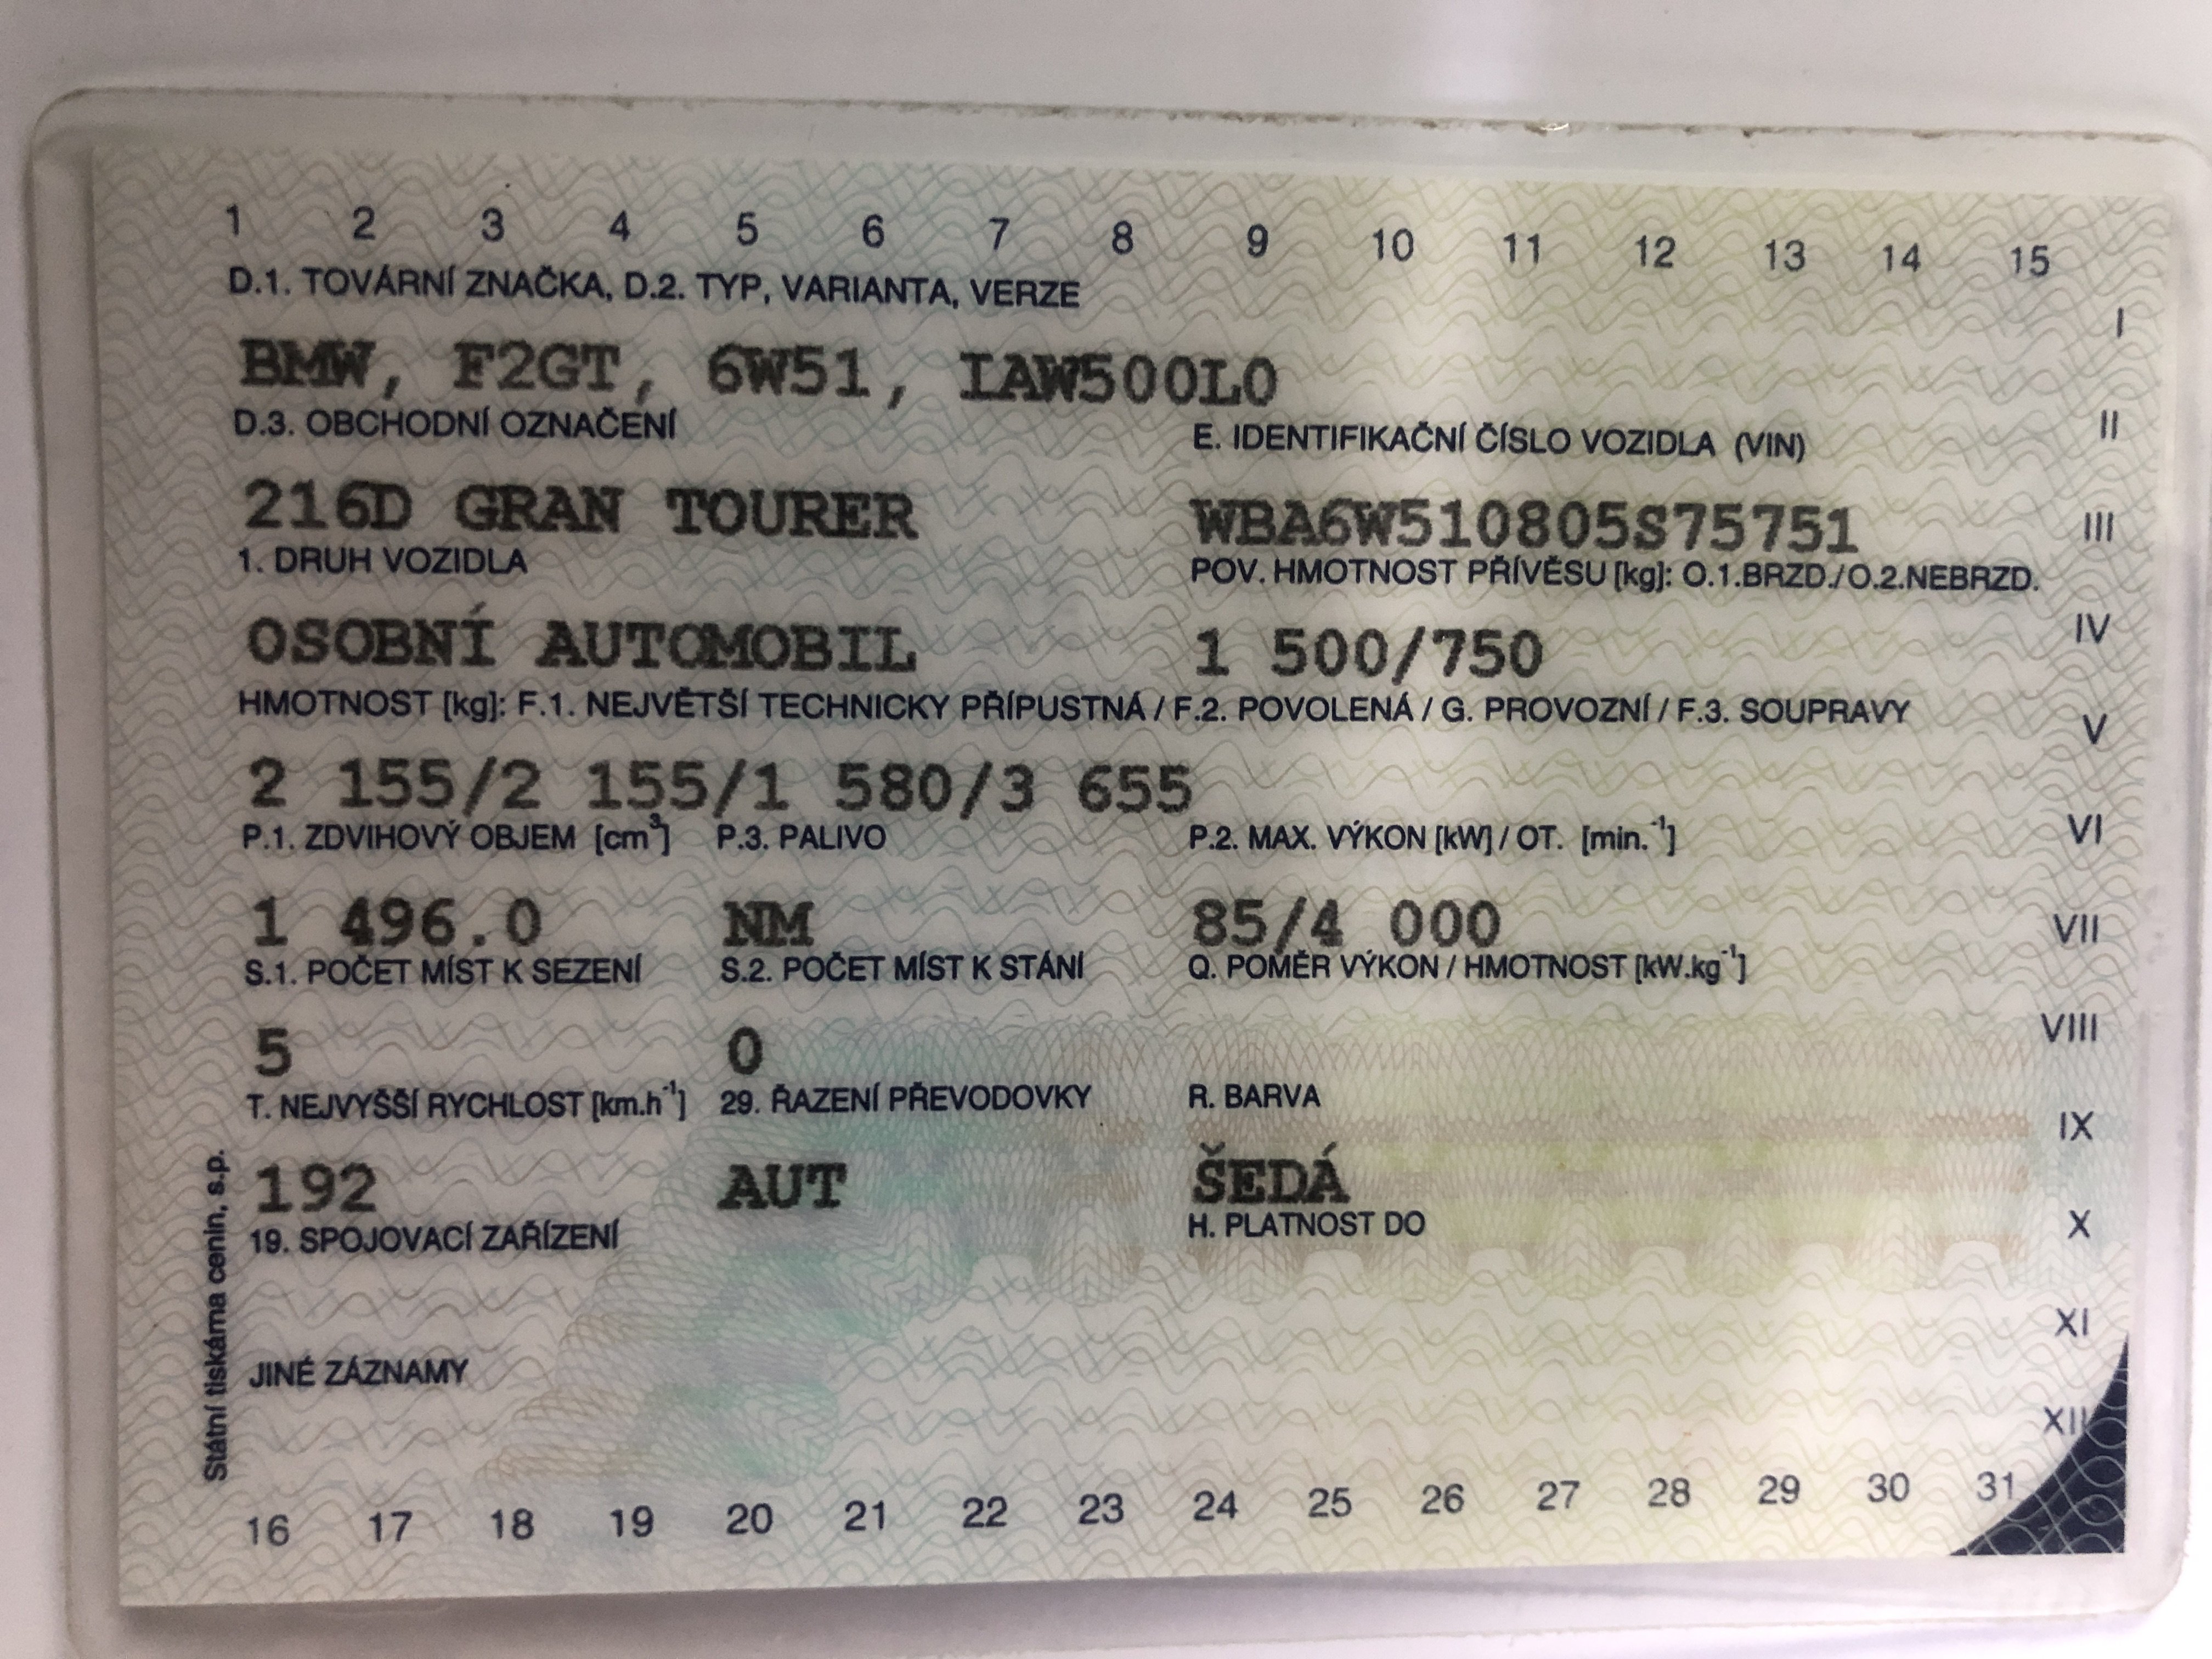 1 2 3 4 5 6 7 8 9 10 11 12 13 14 15
D.1. TOVÁRNÍ ZNAČKA, D.2. TYP, VARIANTA, VERZE
I
BMW, F2GT, 6W51, IAW500L0
D.3. OBCHODNÍ OZNAČENÍ E. IDENTIFIKAČNÍ ČÍSLO VOZIDLA (VIN)
II
216D GRAN TOURER WBA6W510805S75751
III
1. DRUH VOZIDLA POV. HMOTNOST PŘÍVĚSU [kg]: O.1.BRZD./O.2.NEBRZD.
OSOBNÍ AUTOMOBIL 1 500/750
IV
HMOTNOST [kg]: F.1. NEJVĚTŠÍ TECHNICKY PŘÍPUSTNÁ / F.2. POVOLENÁ / G. PROVOZNÍ / F.3. SOUPRAVY
V
2 155/2 155/1 580/3 655
P.1. ZDVIHOVÝ OBJEM [cm³] P.3. PALIVO P.2. MAX. VÝKON [kW] / OT. [min.⁻¹]
VI
1 496.0 NM 85/4 000
VII
S.1. POČET MÍST K SEZENÍ S.2. POČET MÍST K STÁNÍ Q. POMĚR VÝKON / HMOTNOST [kW.kg⁻¹]
5 0
VIII
T. NEJVYŠŠÍ RYCHLOST [km.h⁻¹] 29. ŘAZENÍ PŘEVODOVKY R. BARVA
IX
192 AUT ŠEDÁ
19. SPOJOVACÍ ZAŘÍZENÍ H. PLATNOST DO
X
XI
JINÉ ZÁZNAMY
XII
16 17 18 19 20 21 22 23 24 25 26 27 28 29 30 31
Státní tiskárna cenin, s.p.